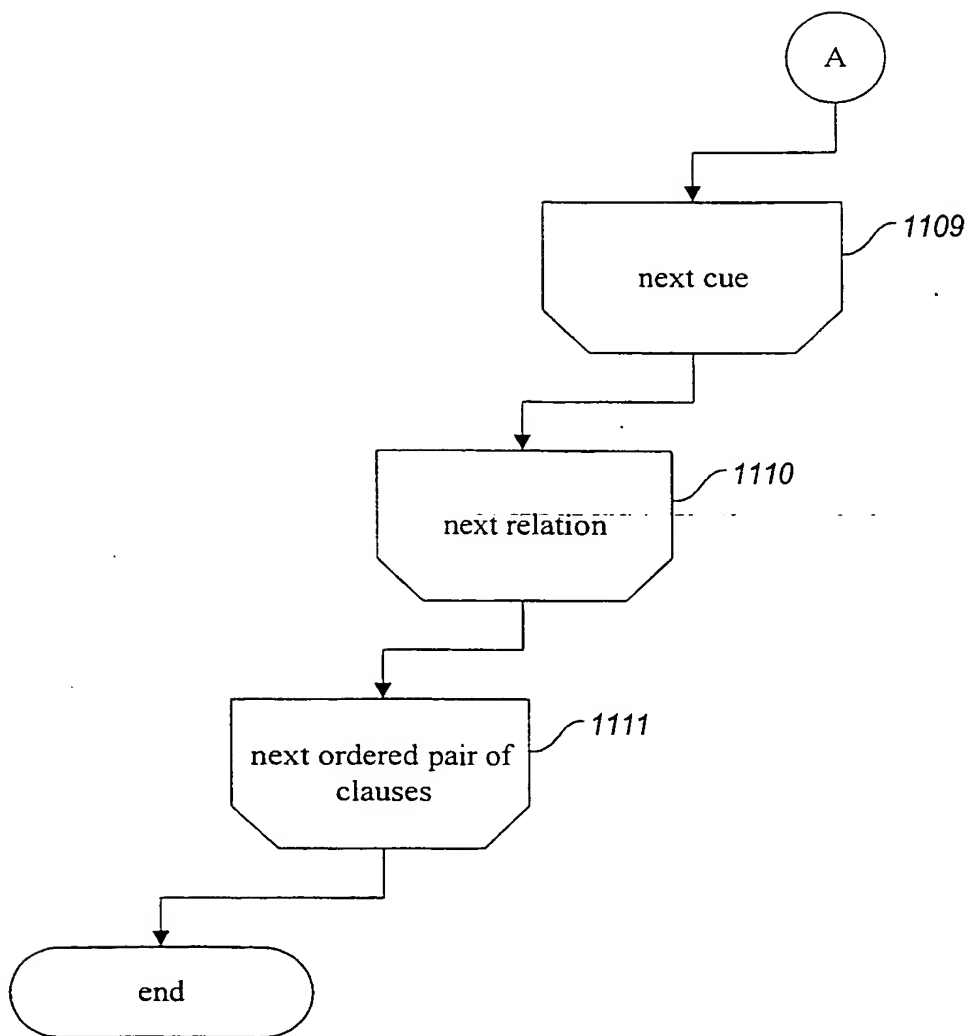 A
1109
next cue
1110
next relation
1111
next ordered pair of
clauses
end